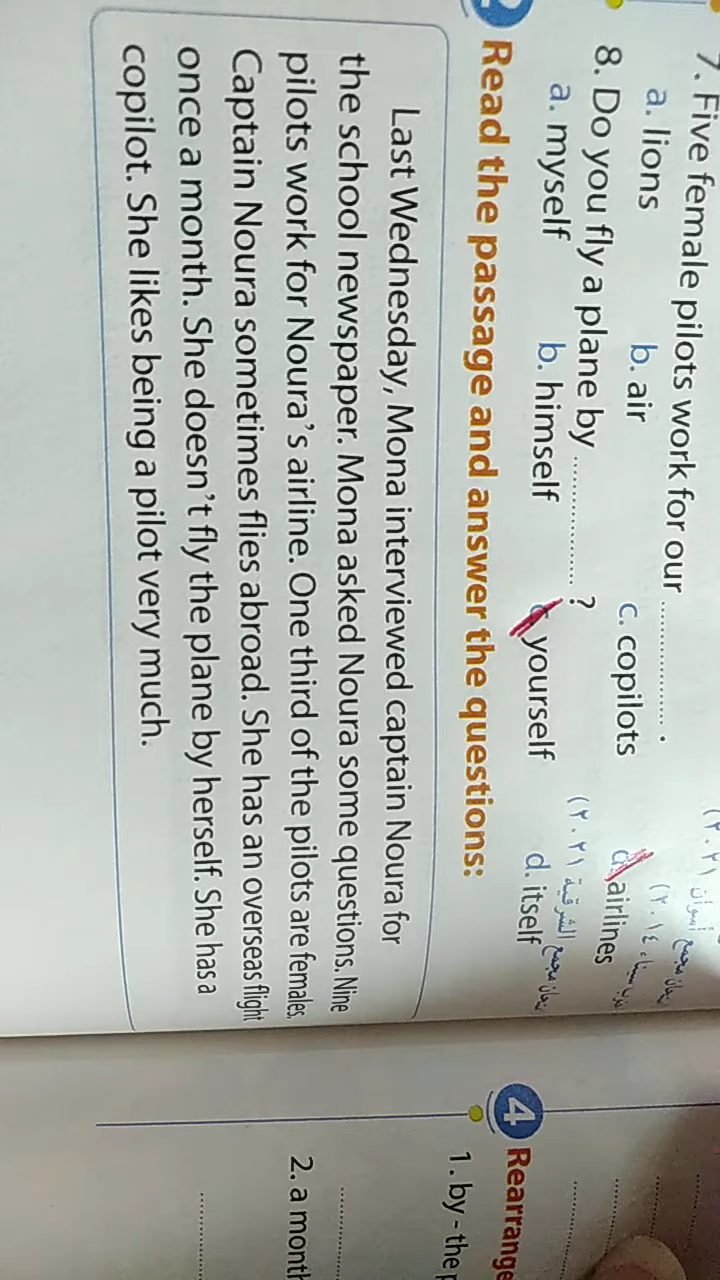 7. Five female pilots work for our .................. .
a. lions b. air c. copilots d. airlines
8. Do you fly a plane by .................. ?
a. myself b. himself c. yourself d. itself
Read the passage and answer the questions:
Last Wednesday, Mona interviewed captain Noura for
the school newspaper. Mona asked Noura some questions. Nine
pilots work for Noura's airline. One third of the pilots are females.
Captain Noura sometimes flies abroad. She has an overseas flight
once a month. She doesn't fly the plane by herself. She has a
copilot. She likes being a pilot very much.
4 Rearrange
1. by - the
2. a month